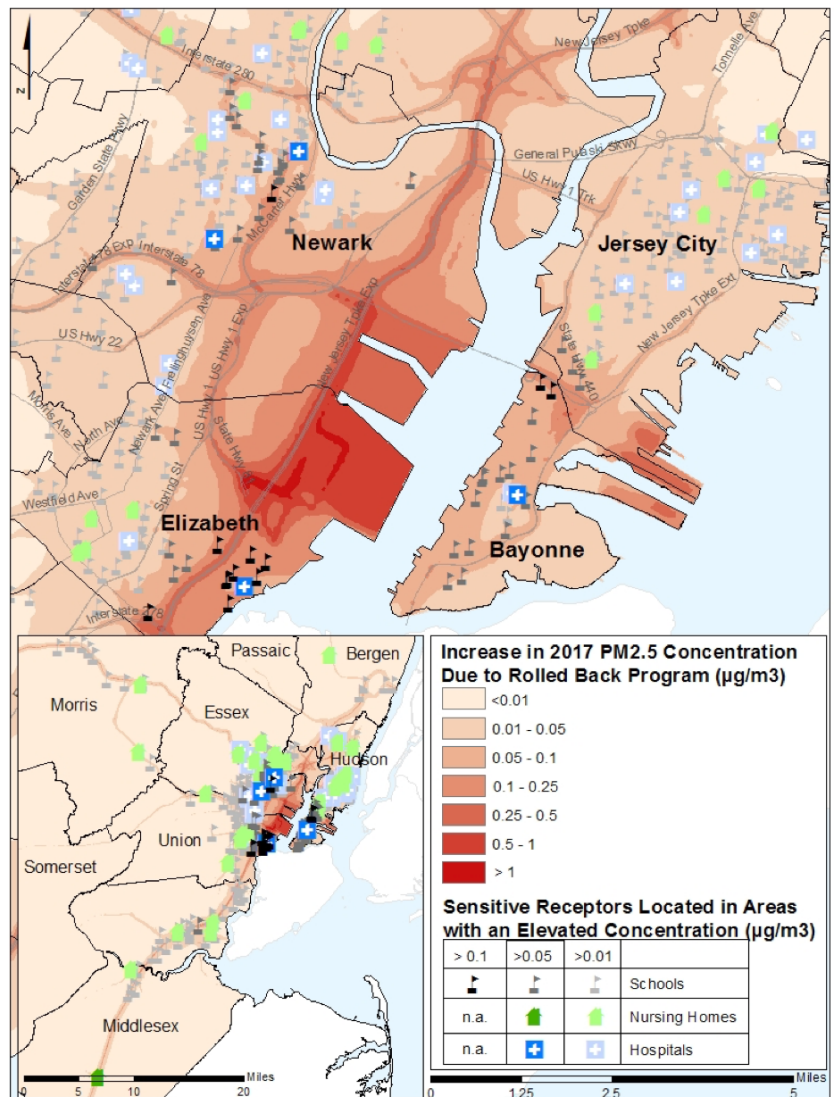 N
Interstate 280
New Jersey Tpke
Tonnelle Ave
Garden State Pkwy
General Pulaski Skwy
US Hwy 1 Trk
McCarter Hwy
Newark
Jersey City
Interstate 78 Exp Interstate 78
New Jersey Tpke Ext
US Hwy 22
Frelinghuysen Ave
US Hwy 1 Exp
US Hwy 1
New Jersey Tpke Exp
State Hwy 440
Morris Ave
North Ave
Newark Ave
State Hwy
Spring St
Westfield Ave
Elizabeth
Bayonne
Interstate 278
Passaic
Bergen
Morris
Essex
Hudson
Union
Somerset
Middlesex
Miles
0 5 10 20
Increase in 2017 PM2.5 Concentration
Due to Rolled Back Program (µg/m3)
<0.01
0.01 - 0.05
0.05 - 0.1
0.1 - 0.25
0.25 - 0.5
0.5 - 1
> 1
Sensitive Receptors Located in Areas
with an Elevated Concentration (µg/m3)
> 0.1 >0.05 >0.01
Schools
n.a. Nursing Homes
n.a. Hospitals
Miles
0 1.25 2.5 5